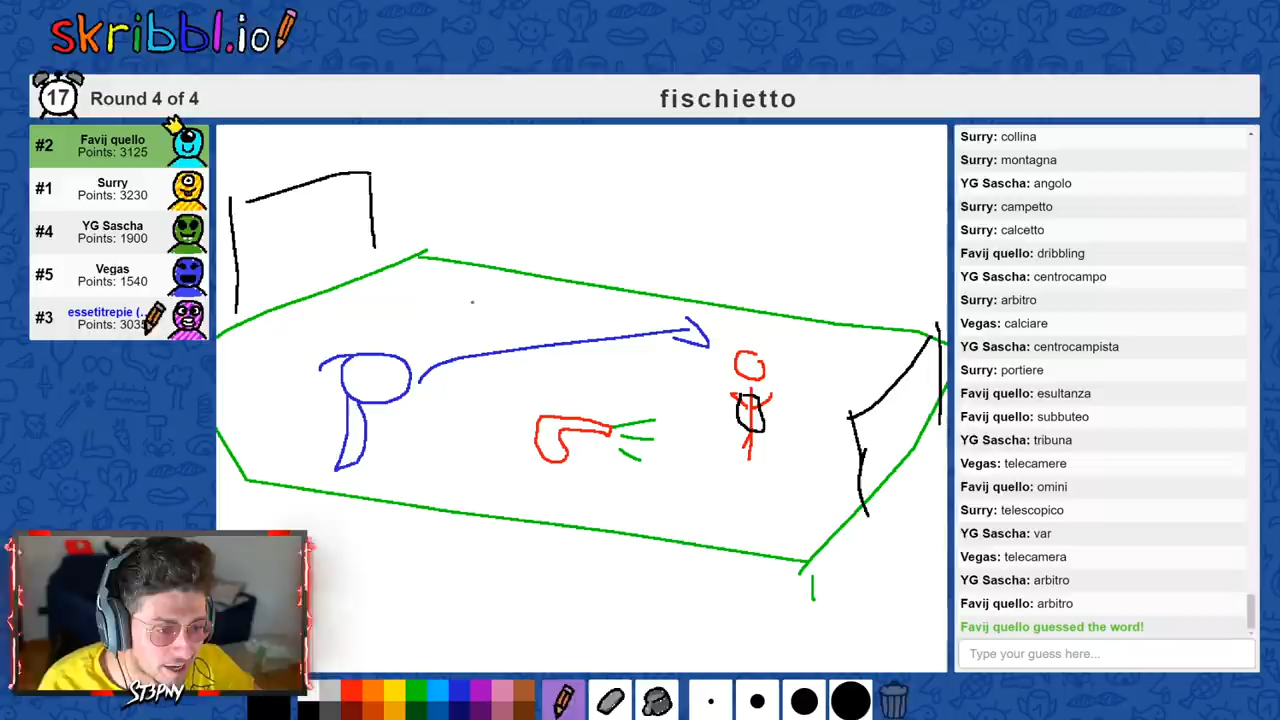 skribbl.io
17
Round 4 of 4
fischietto
#2
Favij quello
Points: 3125
#1
Surry
Points: 3230
#4
YG Sascha
Points: 1900
#5
Vegas
Points: 1540
#3
essetitrepie (...
Points: 3035
Surry: collina
Surry: montagna
YG Sascha: angolo
Surry: campetto
Surry: calcetto
Favij quello: dribbling
YG Sascha: centrocampo
Surry: arbitro
Vegas: calciare
YG Sascha: centrocampista
Surry: portiere
Favij quello: esultanza
Favij quello: subbuteo
YG Sascha: tribuna
Vegas: telecamere
Favij quello: omini
Surry: telescopico
YG Sascha: var
Vegas: telecamera
YG Sascha: arbitro
Favij quello: arbitro
Favij quello guessed the word!
Type your guess here...
ST3PNY